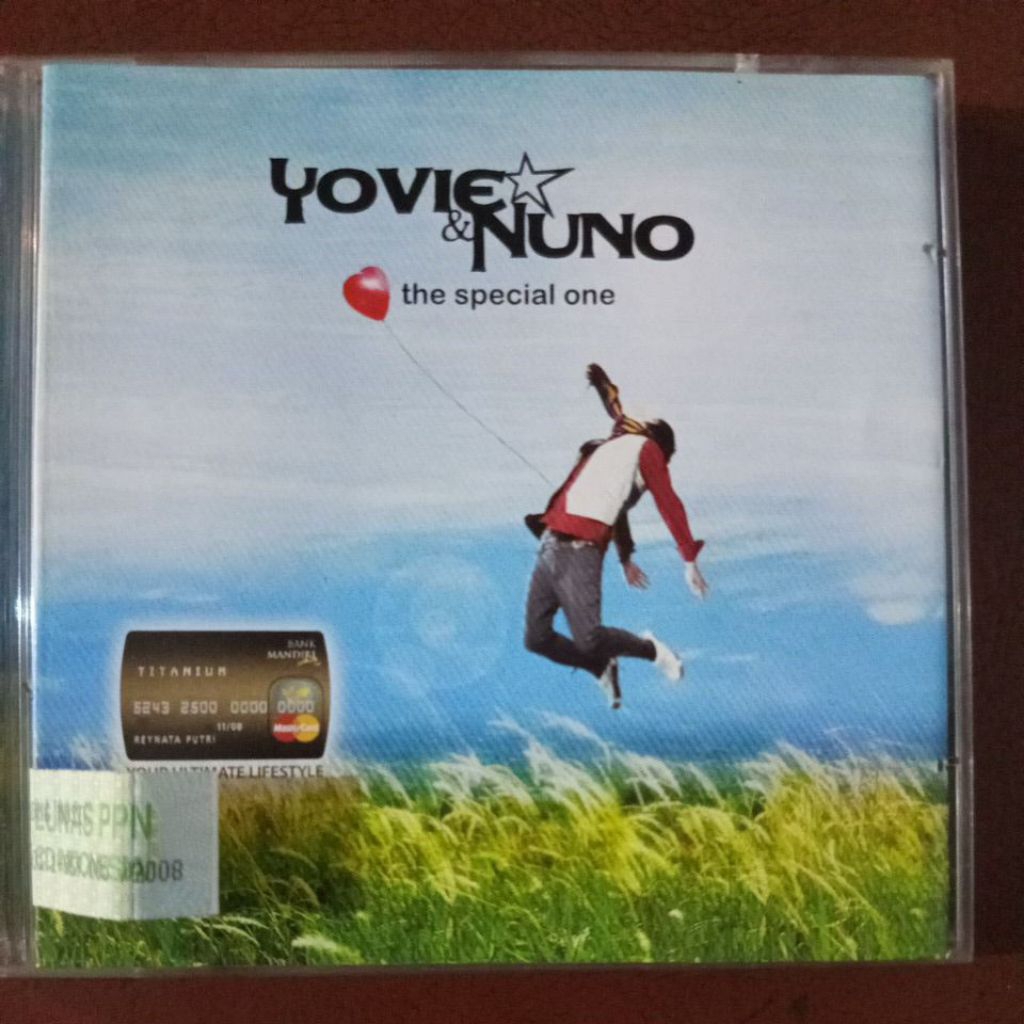 YOVIE
& NUNO
the special one
BANK
MANDIRI
TITANIUM
5243 2500 0000 0000
11/08
MasterCard
REYNATA PUTRI
YOUR ULTIMATE LIFESTYLE
LUNAS PPN